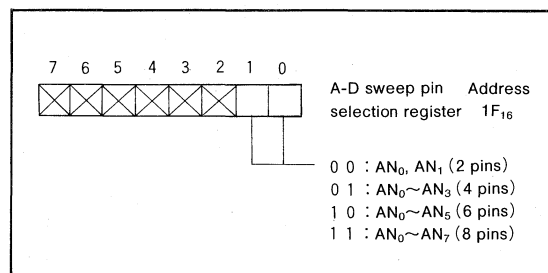 7 6 5 4 3 2 1 0
A-D sweep pin Address
selection register 1F₁₆
0 0 : AN₀, AN₁ (2 pins)
0 1 : AN₀~AN₃ (4 pins)
1 0 : AN₀~AN₅ (6 pins)
1 1 : AN₀~AN₇ (8 pins)